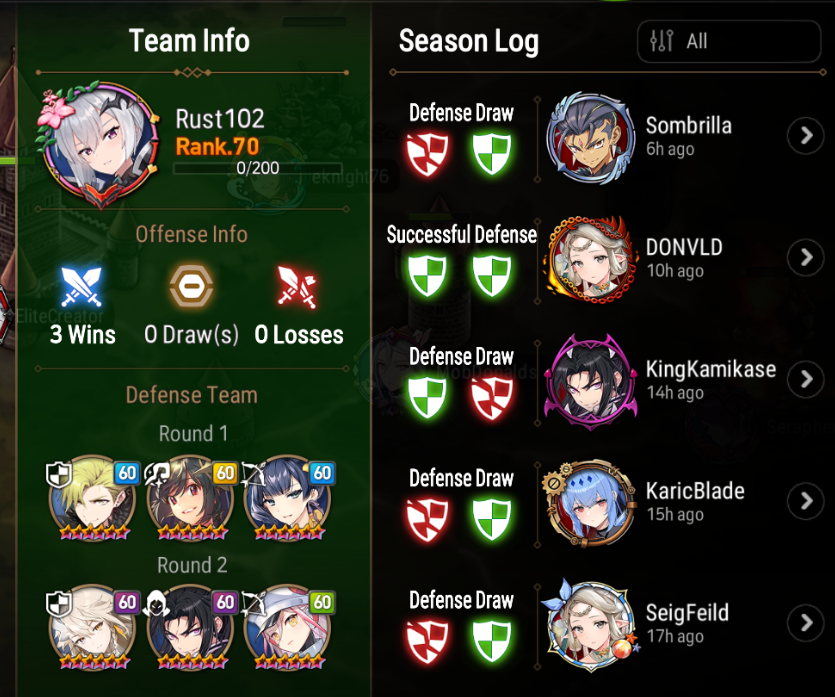 Team Info
Rust102
Rank.70
0/200
eknight76
Offense Info
EliteCreator
3 Wins
0 Draw(s)
0 Losses
Defense Team
Round 1
60
60
60
Round 2
60
60
60
Season Log
All
Defense Draw
Sombrilla
6h ago
Successful Defense
DONVLD
10h ago
Defense Draw
KingKamikase
14h ago
Defense Draw
KaricBlade
15h ago
Defense Draw
SeigFeild
17h ago